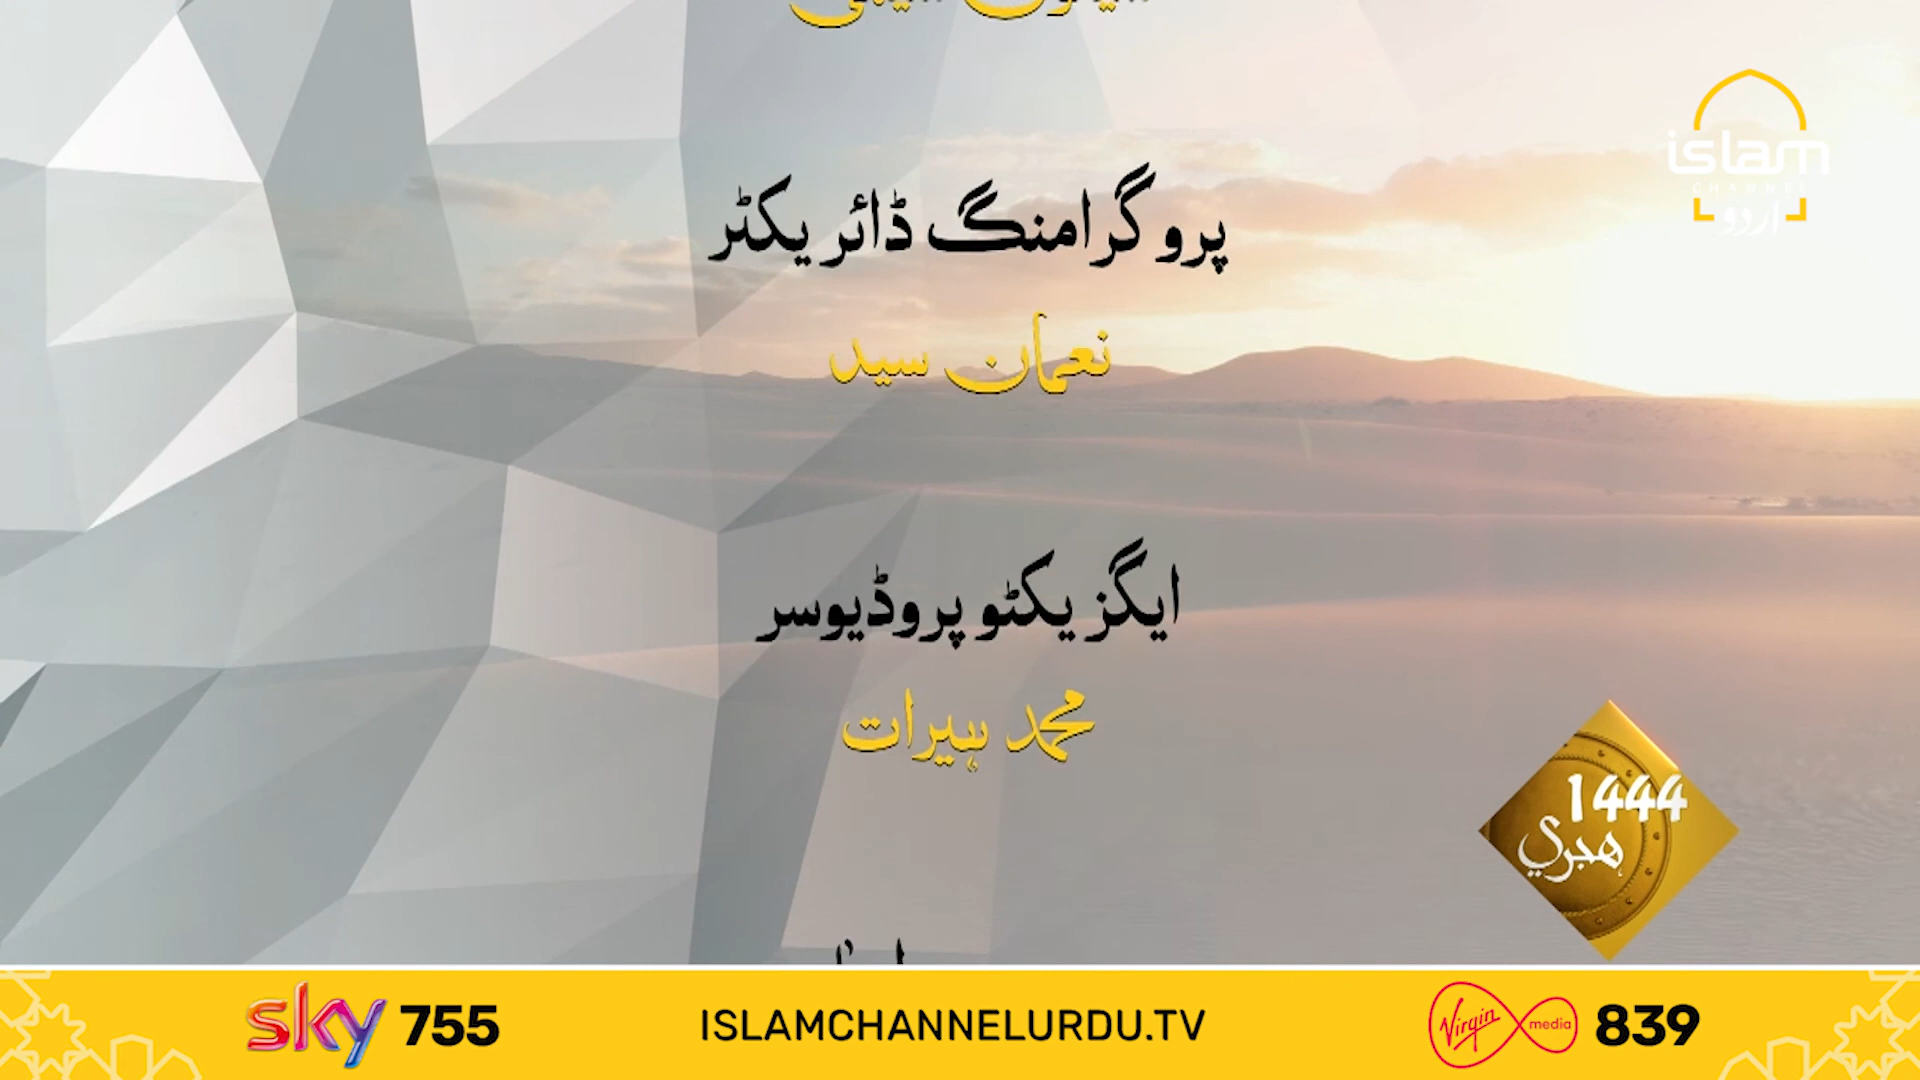 پروگرامنگ ڈائریکٹر
نعمان سید
ایگزیکٹو پروڈیوسر
محمد ہیرات
islam
CHANNEL
اردو
1444
هجري
sky 755
ISLAMCHANNELURDU.TV
Virgin media 839